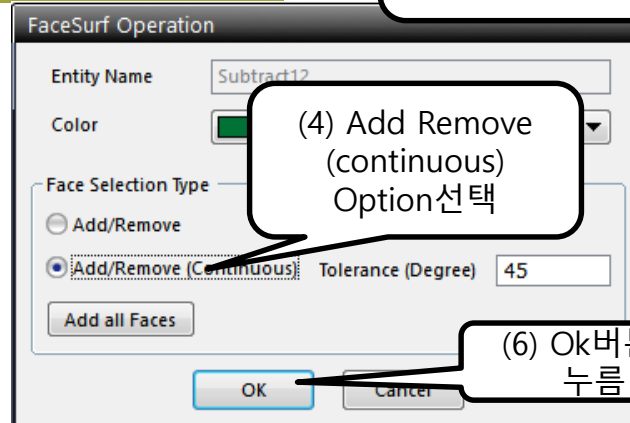 FaceSurf Operation
Entity Name Subtract12
Color
(4) Add Remove
(continuous)
Option선택
Face Selection Type
Add/Remove
Add/Remove (Continuous) Tolerance (Degree) 45
Add all Faces
(6) Ok버튼
누름
OK Cancel